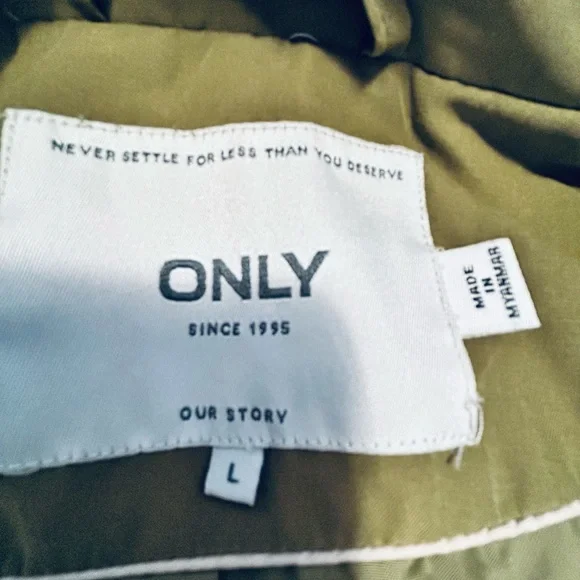 NEVER SETTLE FOR LESS THAN YOU DESERVE
ONLY
SINCE 1995
OUR STORY
L
MADE
IN
MYANMAR